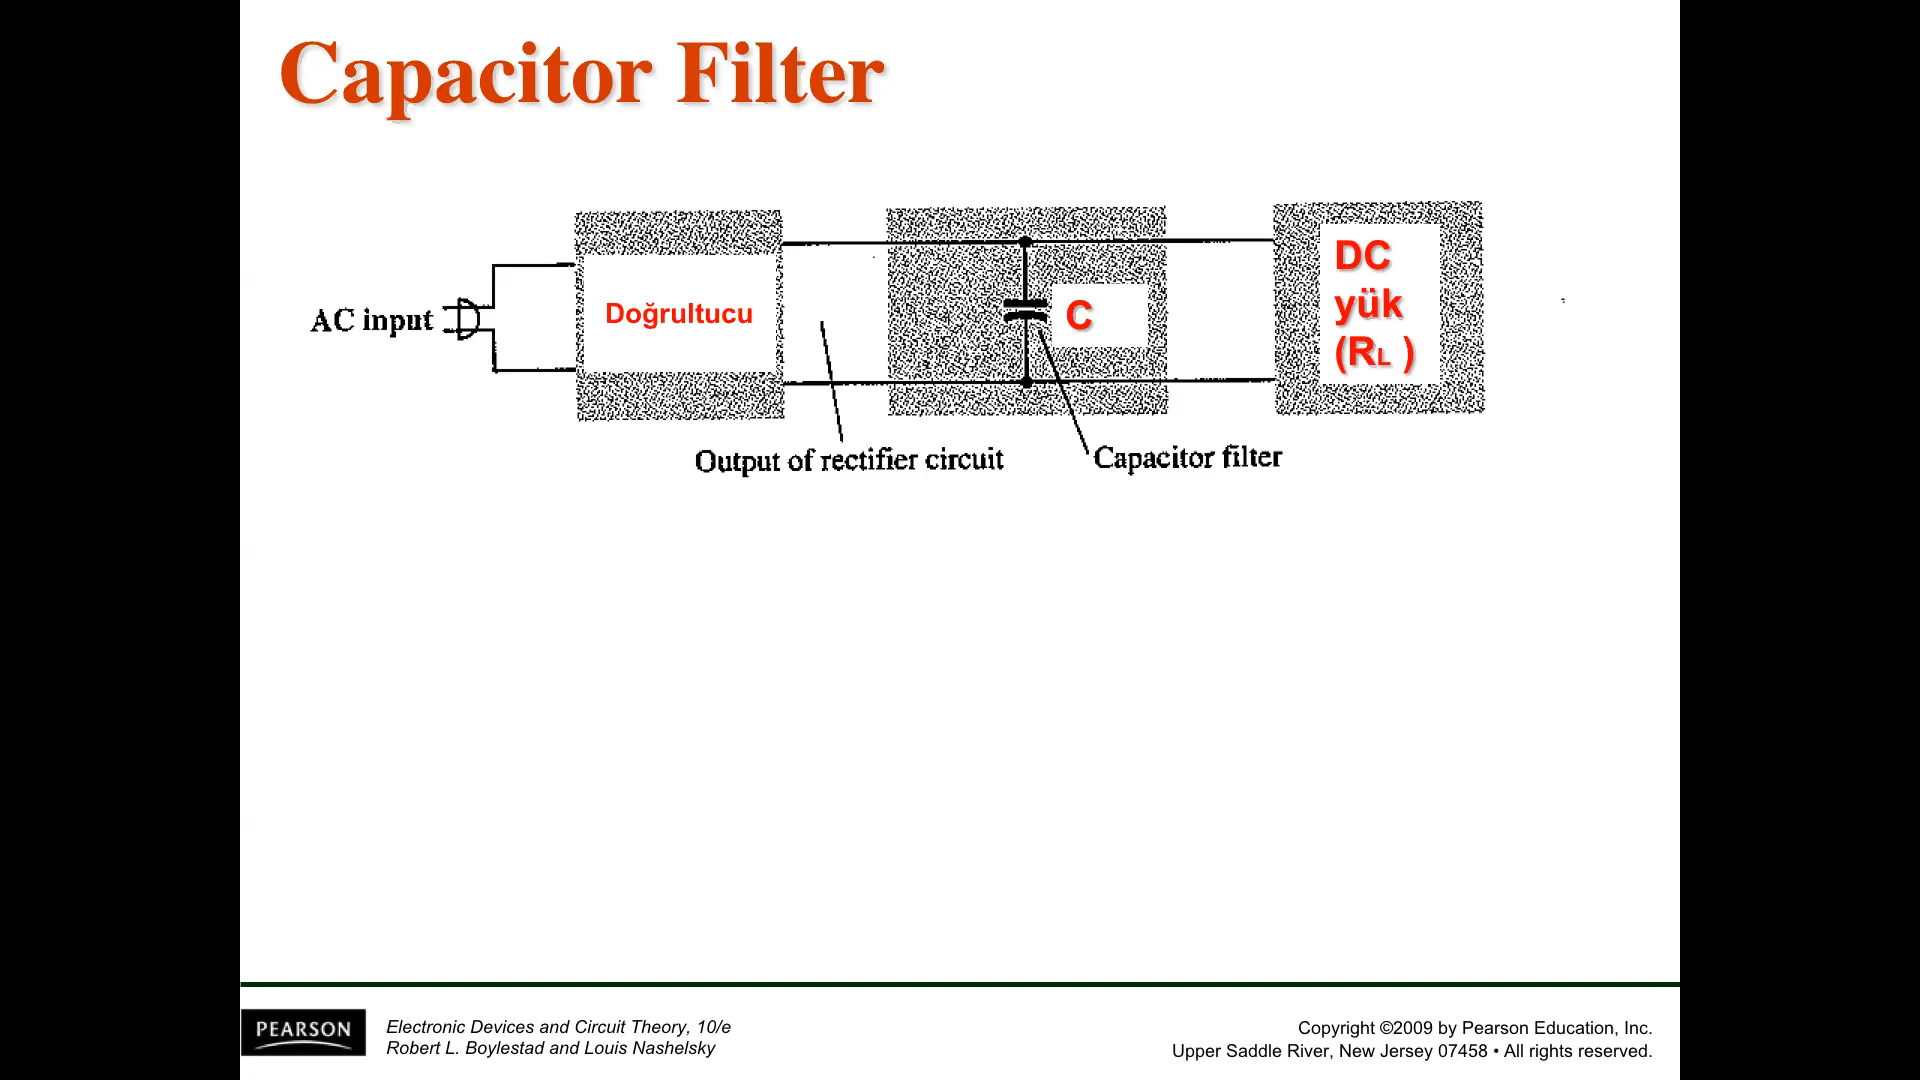 Capacitor Filter
AC input
Doğrultucu
C
DC
yük
(RL )
Output of rectifier circuit
Capacitor filter
PEARSON
Electronic Devices and Circuit Theory, 10/e
Robert L. Boylestad and Louis Nashelsky
Copyright ©2009 by Pearson Education, Inc.
Upper Saddle River, New Jersey 07458 • All rights reserved.